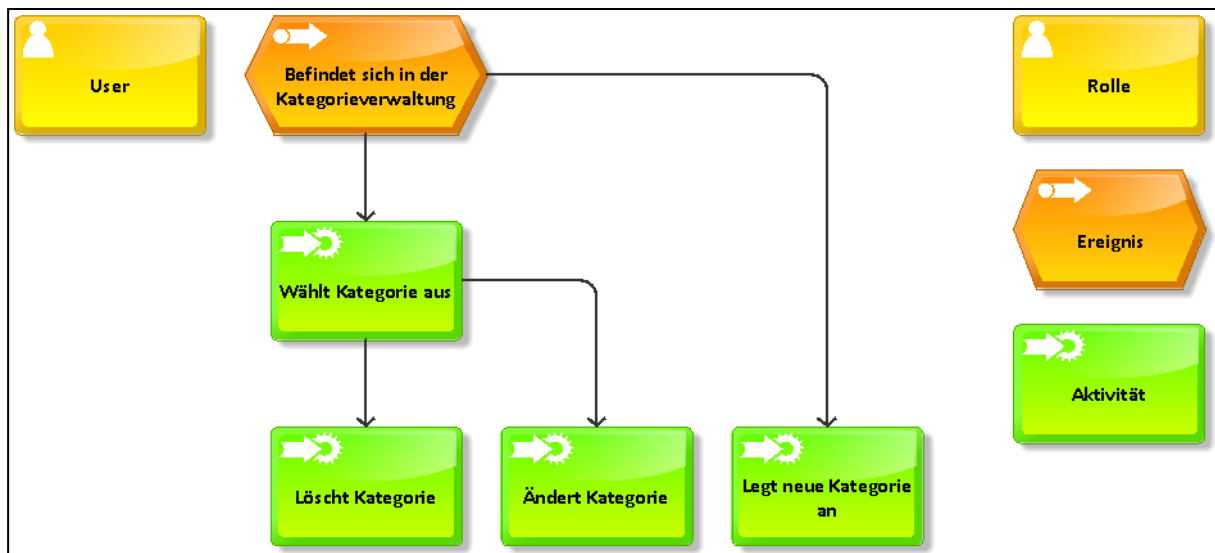 User
Befindet sich in der
Kategorieverwaltung
Rolle
Ereignis
Wählt Kategorie aus
Aktivität
Löscht Kategorie
Ändert Kategorie
Legt neue Kategorie
an